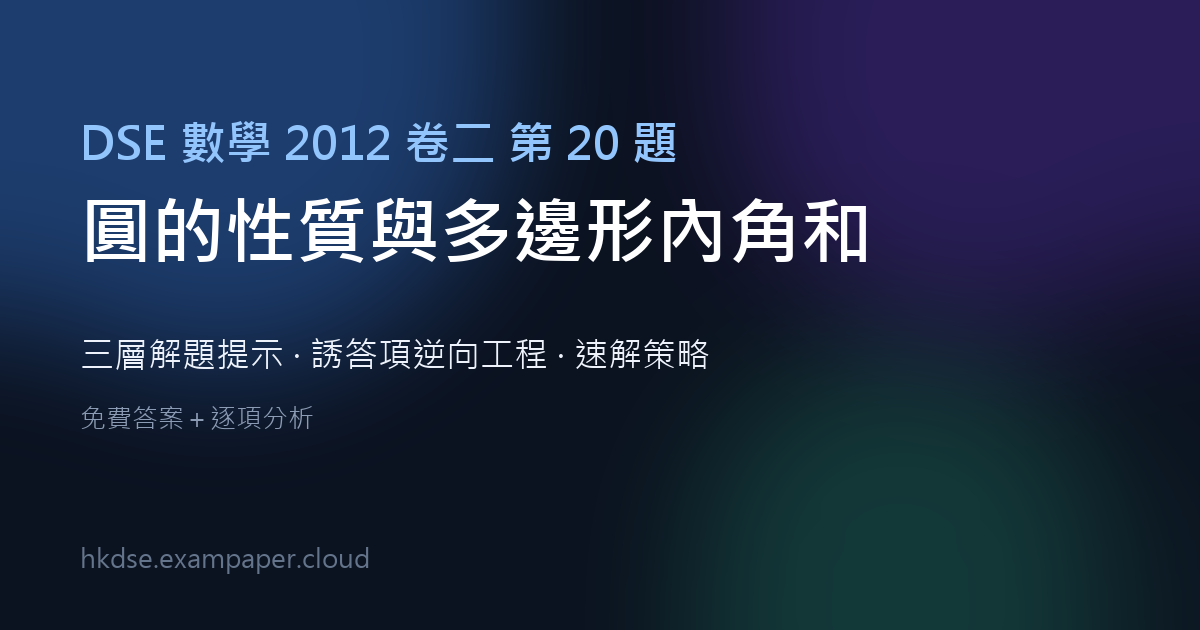 DSE 數學 2012 卷二 第 20 題
圓的性質與多邊形內角和
三層解題提示 · 誘答項逆向工程 · 速解策略
免費答案 + 逐項分析
hkdse.exampaper.cloud